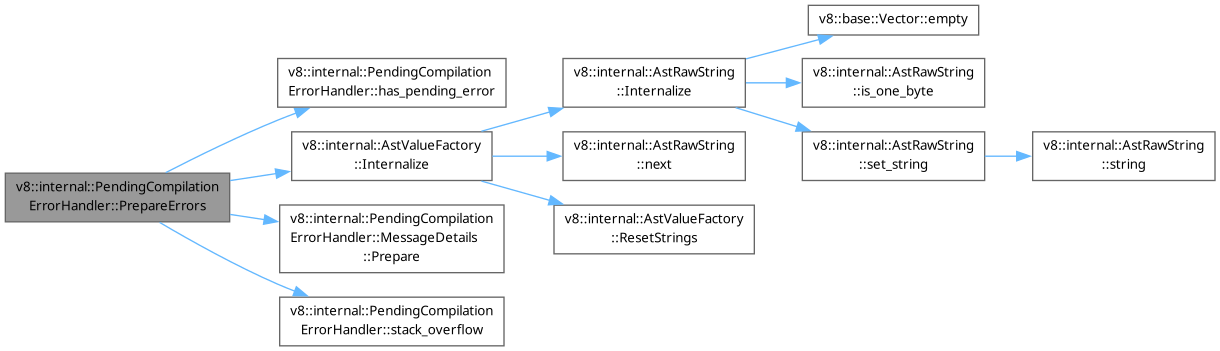 v8::internal::PendingCompilation
ErrorHandler::PrepareErrors
v8::internal::PendingCompilation
ErrorHandler::has_pending_error
v8::internal::AstValueFactory
::Internalize
v8::internal::PendingCompilation
ErrorHandler::MessageDetails
::Prepare
v8::internal::PendingCompilation
ErrorHandler::stack_overflow
v8::internal::AstRawString
::Internalize
v8::internal::AstRawString
::next
v8::internal::AstValueFactory
::ResetStrings
v8::base::Vector::empty
v8::internal::AstRawString
::is_one_byte
v8::internal::AstRawString
::set_string
v8::internal::AstRawString
::string